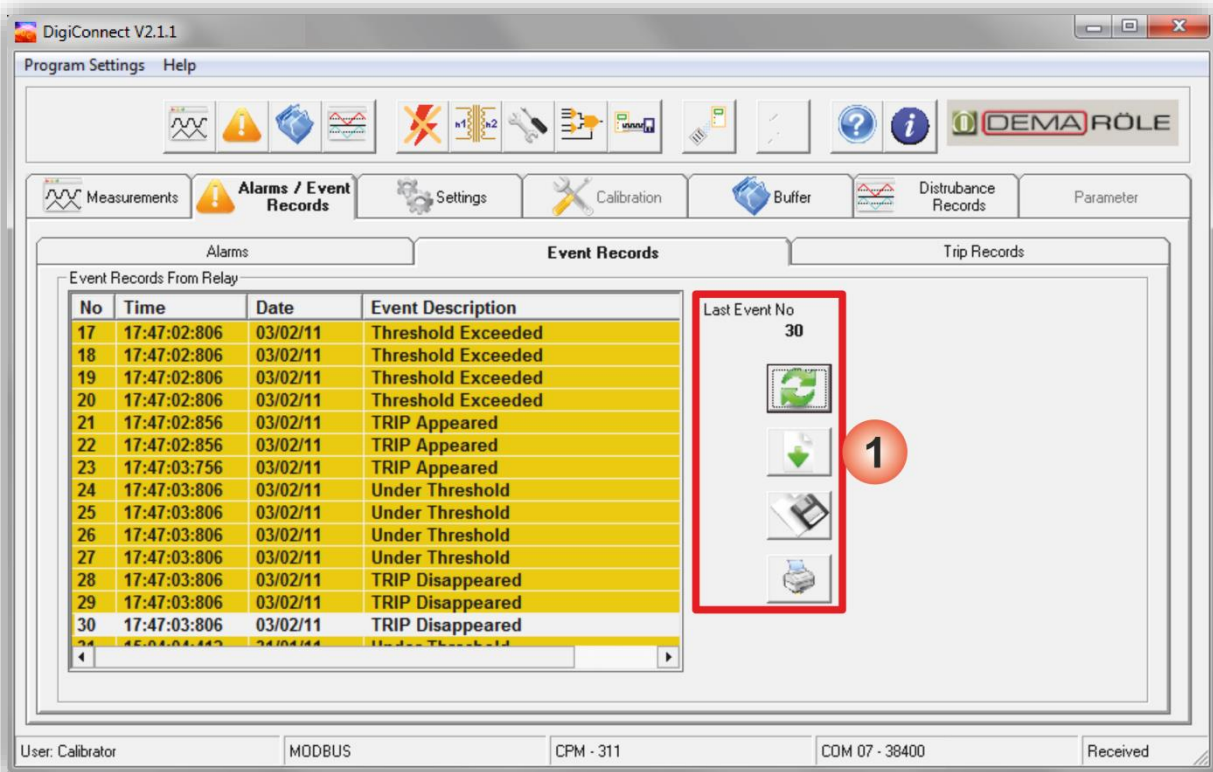 DigiConnect V2.1.1
Program Settings Help
n1 n2
DEMA RÖLE
Measurements
Alarms / Event Records
Settings
Calibration
Buffer
Distrubance Records
Parameter
Alarms
Event Records
Trip Records
Event Records From Relay
No Time Date Event Description
17 17:47:02:806 03/02/11 Threshold Exceeded
18 17:47:02:806 03/02/11 Threshold Exceeded
19 17:47:02:806 03/02/11 Threshold Exceeded
20 17:47:02:806 03/02/11 Threshold Exceeded
21 17:47:02:856 03/02/11 TRIP Appeared
22 17:47:02:856 03/02/11 TRIP Appeared
23 17:47:03:756 03/02/11 TRIP Appeared
24 17:47:03:806 03/02/11 Under Threshold
25 17:47:03:806 03/02/11 Under Threshold
26 17:47:03:806 03/02/11 Under Threshold
27 17:47:03:806 03/02/11 Under Threshold
28 17:47:03:806 03/02/11 TRIP Disappeared
29 17:47:03:806 03/02/11 TRIP Disappeared
30 17:47:03:806 03/02/11 TRIP Disappeared
31 Under Threshold
Last Event No
30
1
User: Calibrator MODBUS CPM - 311 COM 07 - 38400 Received